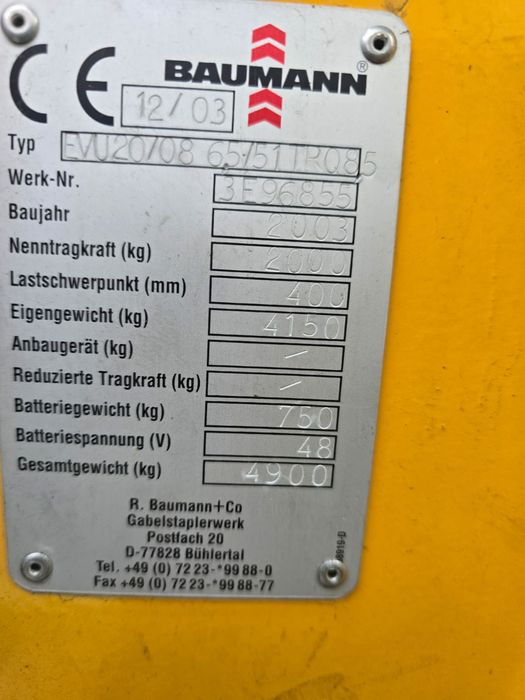 CE BAUMANN®
12/03
Typ EVU20/08 65/51TRQ85
Werk-Nr. 3E96855
Baujahr 2003
Nenntragkraft (kg) 2000
Lastschwerpunkt (mm) 400
Eigengewicht (kg) 4150
Anbaugerät (kg) –
Reduzierte Tragkraft (kg) –
Batteriegewicht (kg) 750
Batteriespannung (V) 48
Gesamtgewicht (kg) 4900
R. Baumann+Co
Gabelstaplerwerk
Postfach 20
D-77828 Bühlertal
Tel. +49 (0) 72 23-*99 88-0
Fax +49 (0) 72 23-*99 88-77